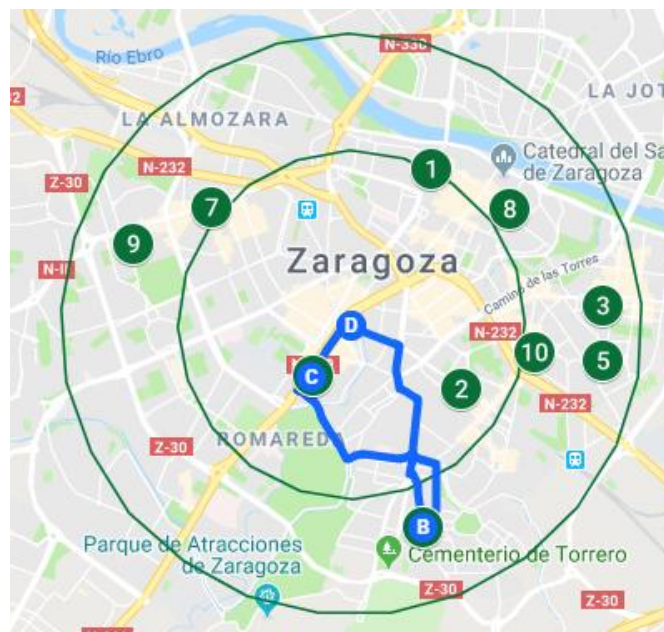 N-330
Río Ebro
LA JOT
LA ALMOZARA
Catedral del Sa
de Zaragoza
N-232
1
Z-30
7
8
9
N-II
Zaragoza
Camino de las Torres
3
D
N-232
10
5
C
2
N-232
ROMAREDA
Z-30
B
Parque de Atracciones
de Zaragoza
Cementerio de Torrero
Z-30
Z-30